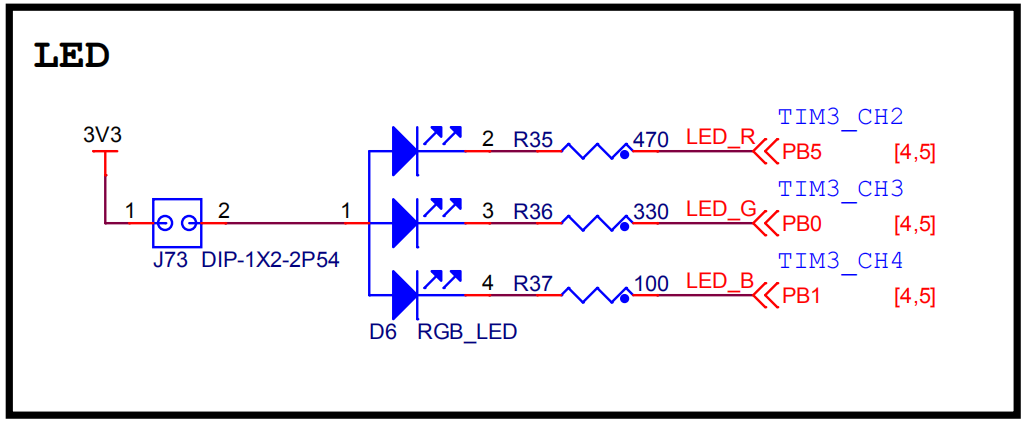 LED
3V3
1 2 1
J73 DIP-1X2-2P54
TIM3_CH2
2 R35 470 LED_R PB5 [4,5]
TIM3_CH3
3 R36 330 LED_G PB0 [4,5]
TIM3_CH4
4 R37 100 LED_B PB1 [4,5]
D6 RGB_LED